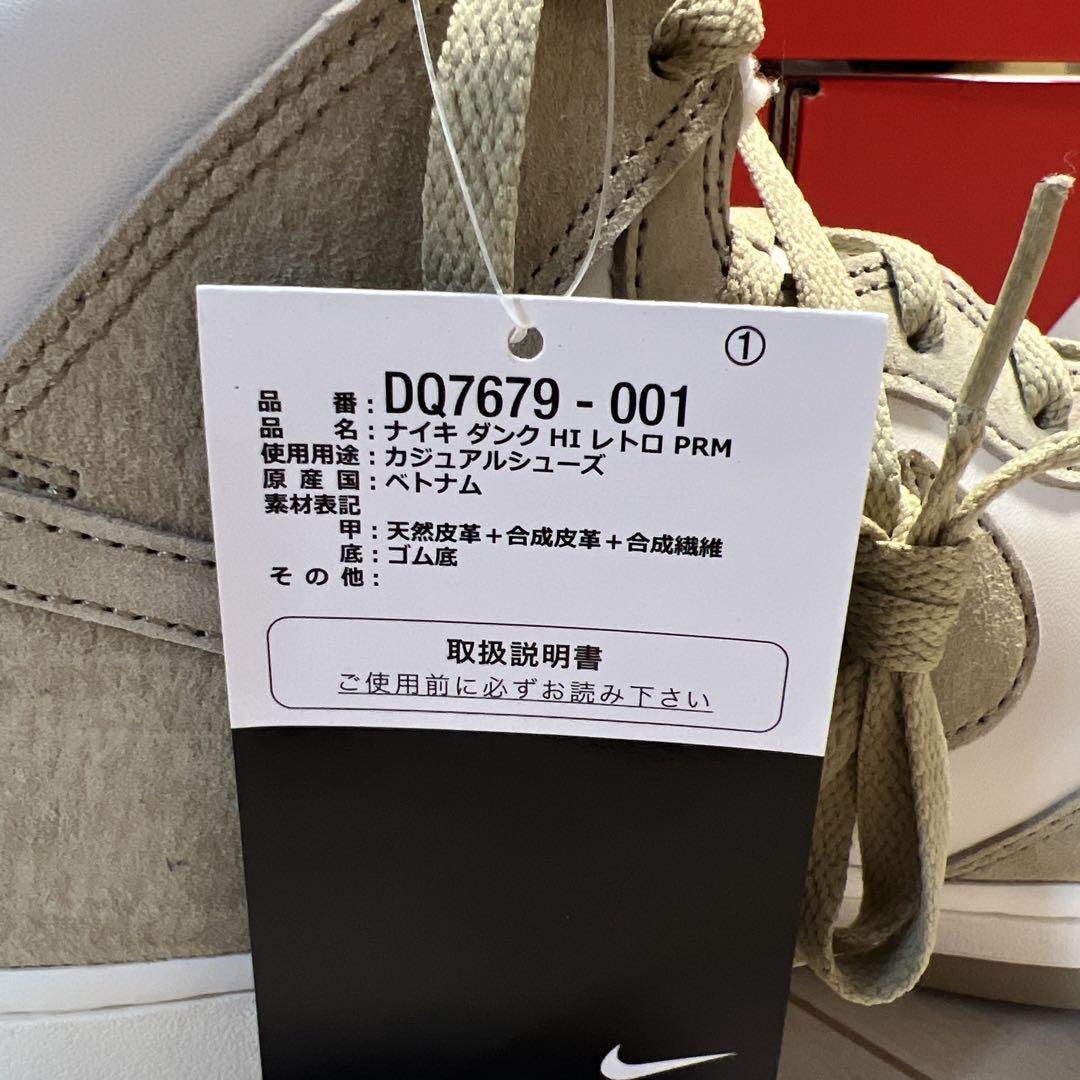 ①
品番:DQ7679-001
品名:ナイキ ダンク HI レトロ PRM
使用用途:カジュアルシューズ
原産国:ベトナム
素材表記
甲:天然皮革+合成皮革+合成繊維
底:ゴム底
その他:
取扱説明書
ご使用前に必ずお読み下さい